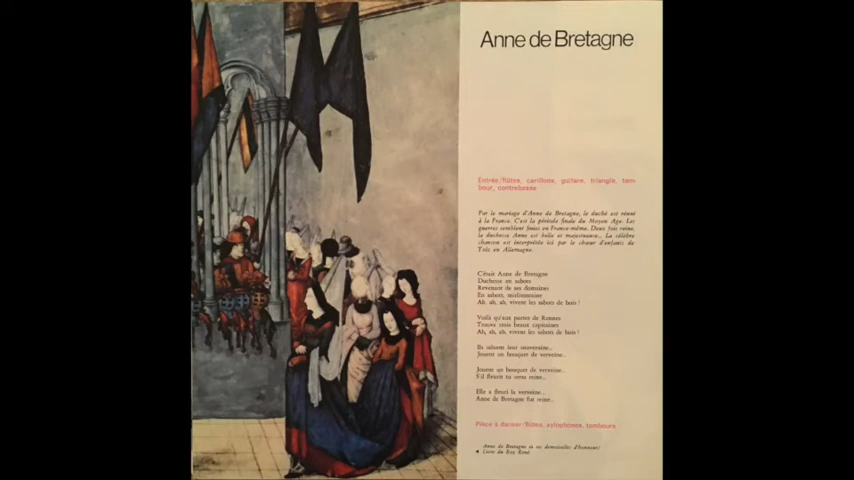 Anne de Bretagne
Entrée/flûtes, carillons, guitare, triangle, tam-
bour, contrebasse
Par le mariage d'Anne de Bretagne, le duché est réuni
à la France. C'est la période finale du Moyen Age. Les
guerres semblent finies en France-même. Deux fois reine,
la duchesse Anne est belle et majestueuse... La célèbre
chanson est interprétée ici par le chœur d'enfants de
en Allemagne.
C'était Anne de Bretagne
Duchesse en sabots
Revenant de ses domaines
En sabots, mirlitontaine
Ah, ah, ah, vivent les sabots de bois !
Voilà qu'aux portes de Rennes
Trouva trois beaux capitaines
Ah, ah, ah, vivent les sabots de bois !
Ils saluent leur souveraine..
Jouent un bouquet de verveine..
Jouent un bouquet de verveine..
S'il fleurit tu seras reine..
Elle a fleuri la verveine...
Anne de Bretagne fut reine..
Pièce à danser/flûtes, xylophones, tambours
Anne de Bretagne et ses demoiselles d'honneur/
Livre du Roy René